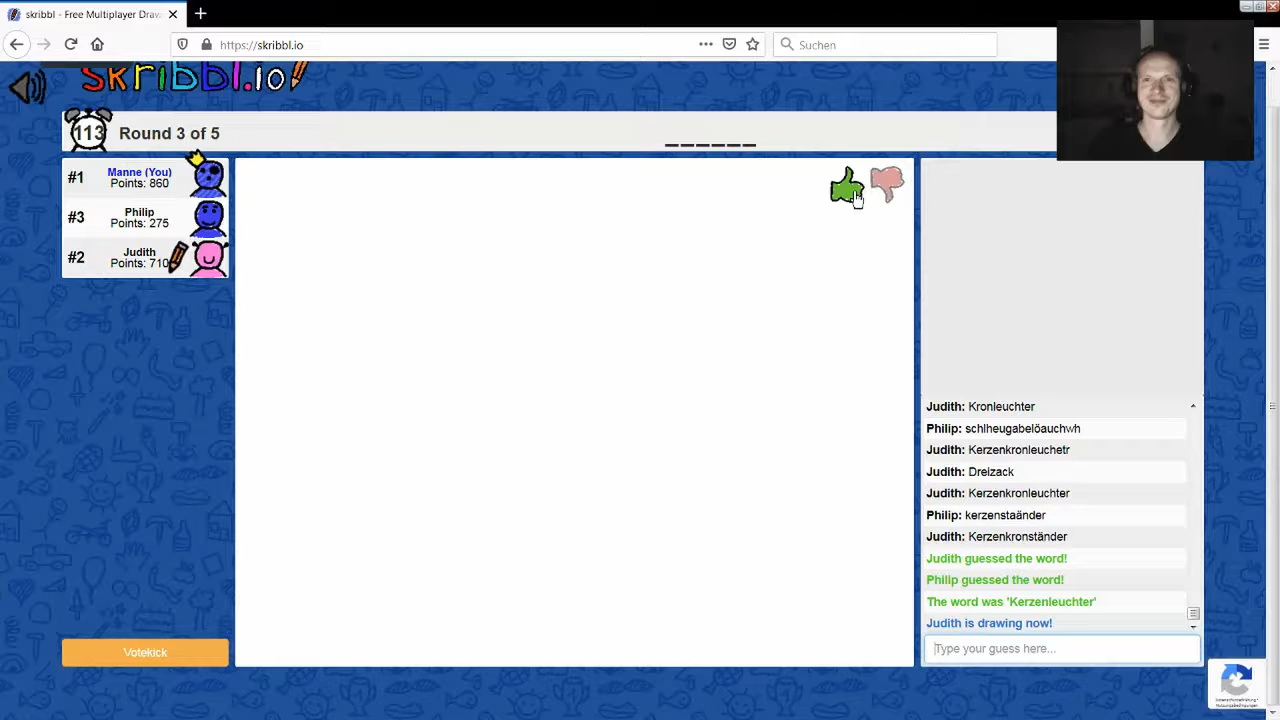 skribbl - Free Multiplayer Draw
https://skribbl.io
Suchen
skribbl.io
113
Round 3 of 5
______
#1
Manne (You)
Points: 860
#3
Philip
Points: 275
#2
Judith
Points: 710
Judith: Kronleuchter
Philip: schlheugabelöauchwh
Judith: Kerzenkronleuchetr
Judith: Dreizack
Judith: Kerzenkronleuchter
Philip: kerzenstaänder
Judith: Kerzenkronständer
Judith guessed the word!
Philip guessed the word!
The word was 'Kerzenleuchter'
Judith is drawing now!
Type your guess here...
Votekick